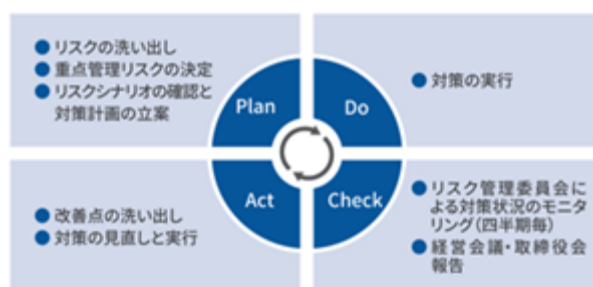 リスクの洗い出し
重点管理リスクの決定
リスクシナリオの確認と
対策計画の立案
Plan
Do
対策の実行
Act
Check
改善点の洗い出し
対策の見直しと実行
リスク管理委員会に
よる対策状況のモニタ
リング(四半期毎)
経営会議・取締役会
報告